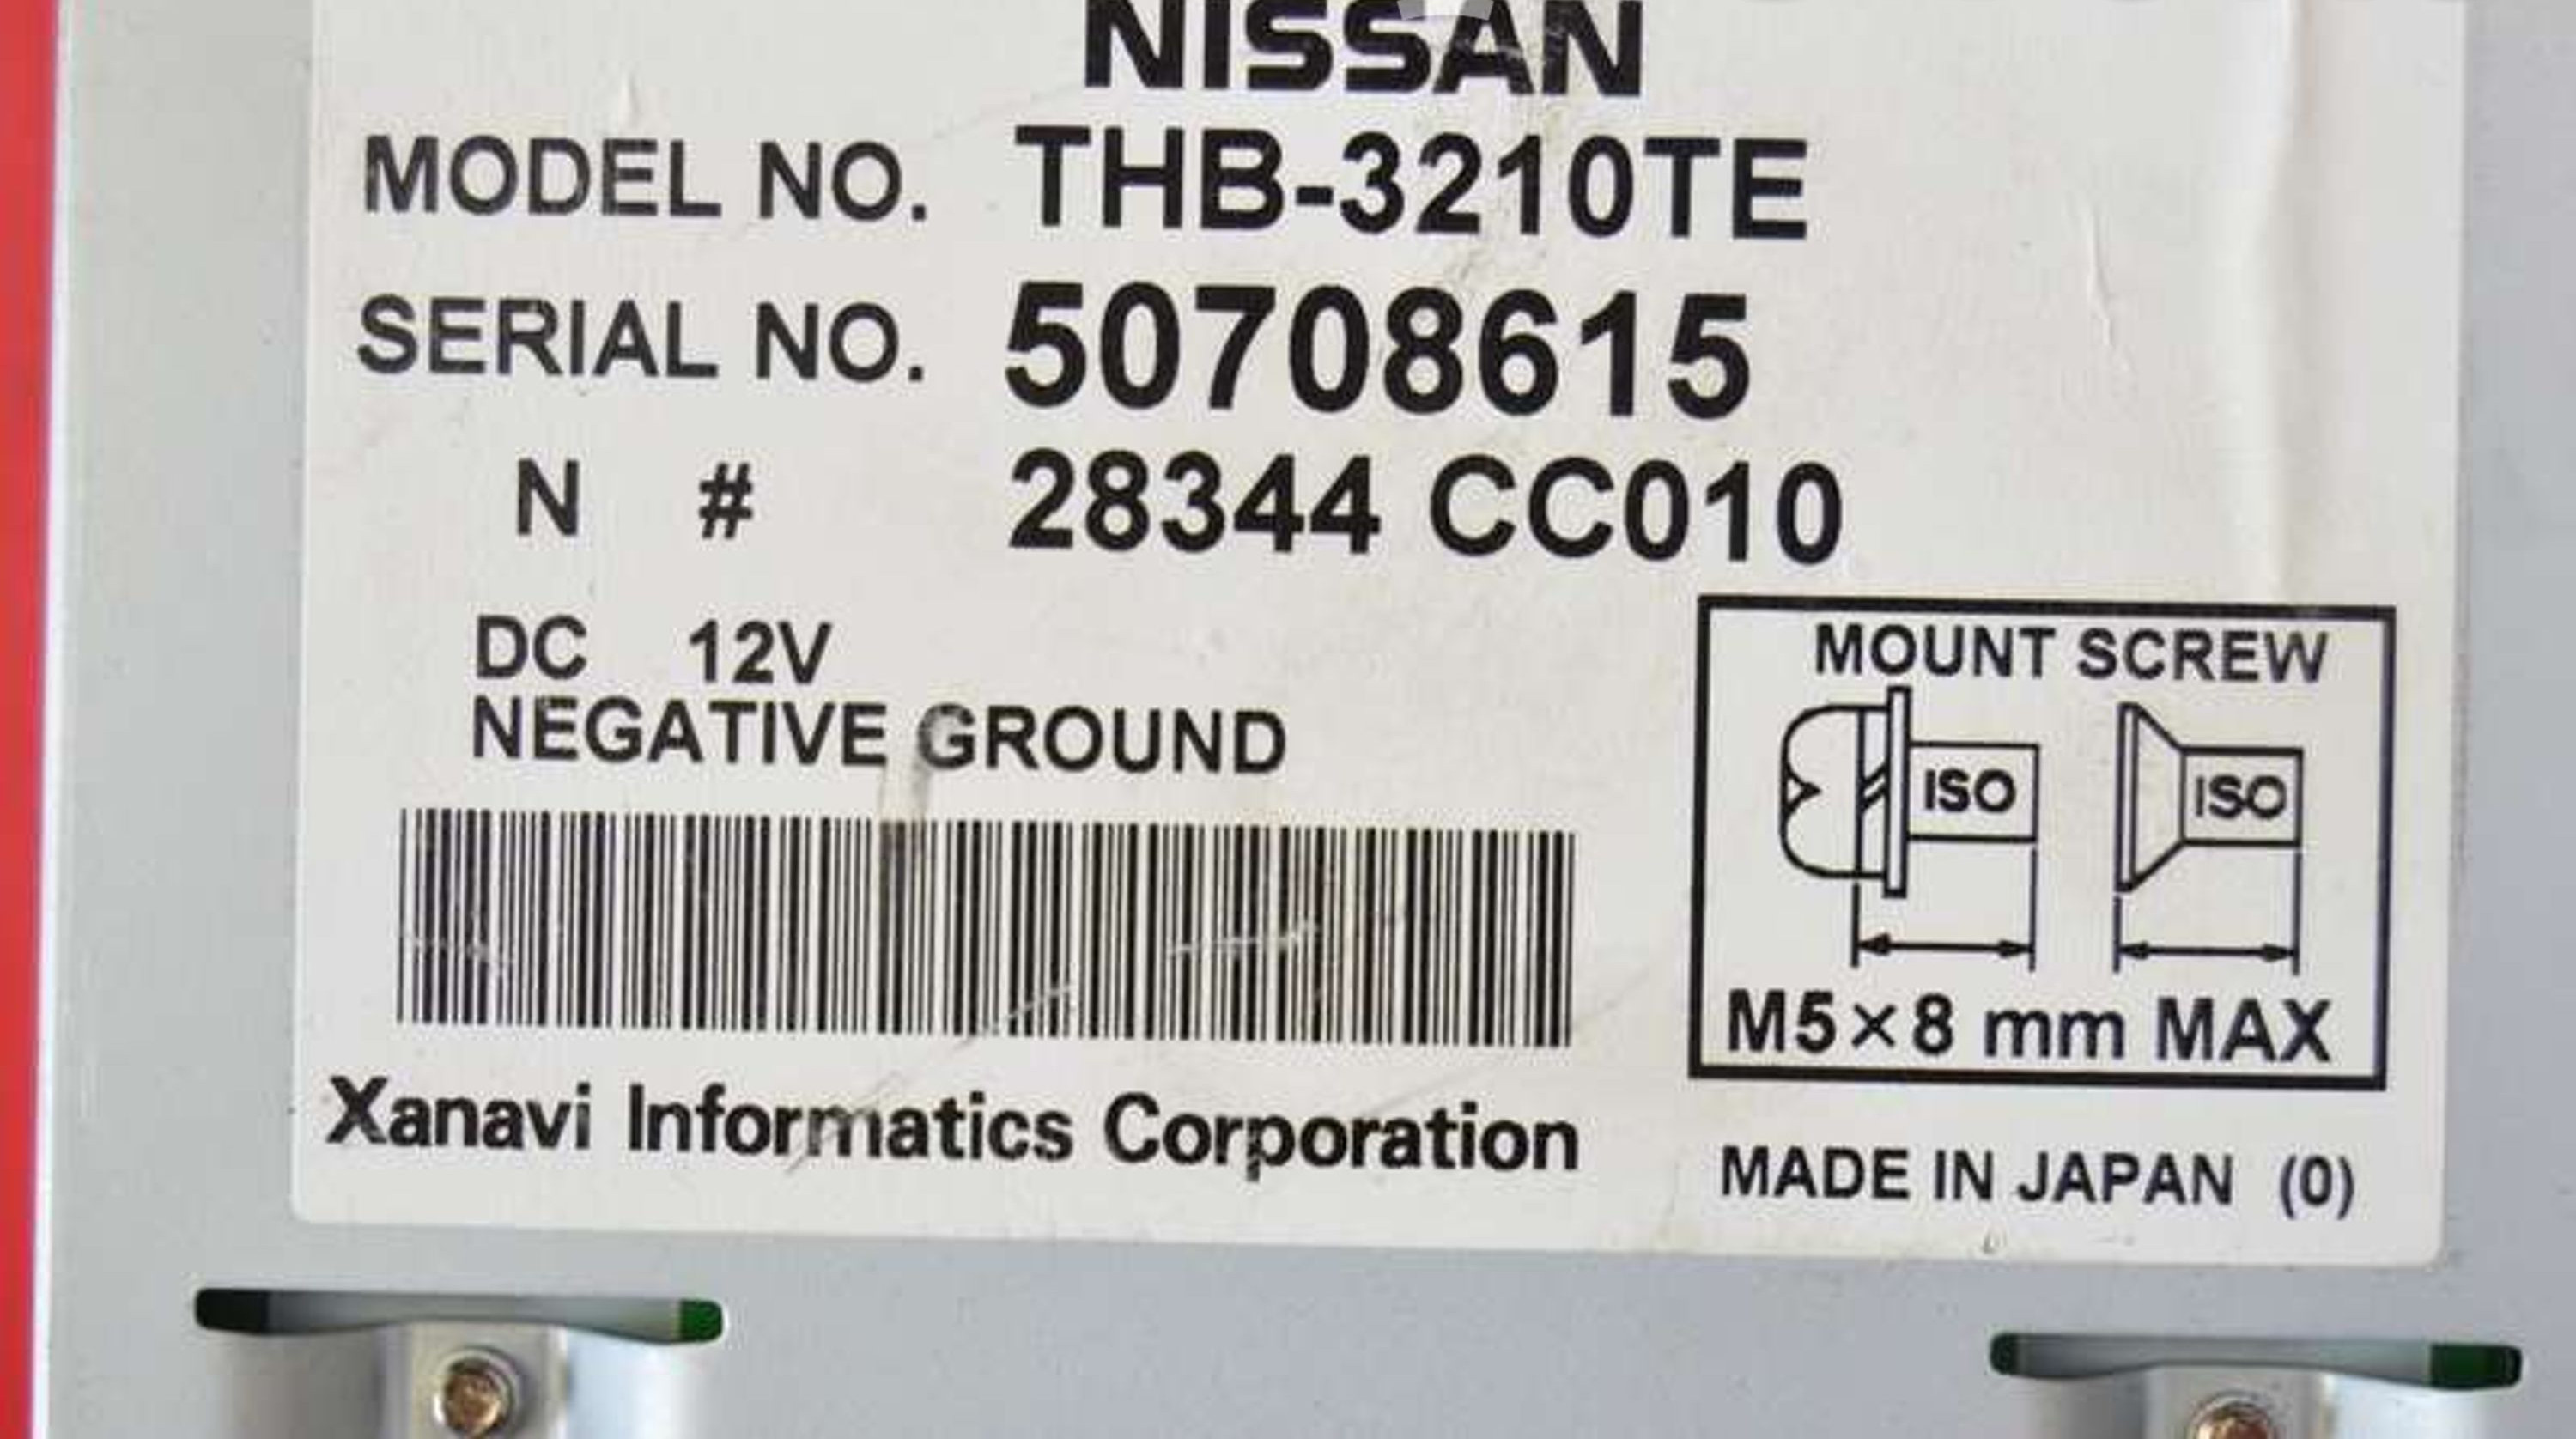 NISSAN
MODEL NO. THB-3210TE
SERIAL NO. 50708615
N # 28344 CC010
DC 12V
NEGATIVE GROUND
MOUNT SCREW
ISO ISO
M5×8 mm MAX
Xanavi Informatics Corporation
MADE IN JAPAN (0)